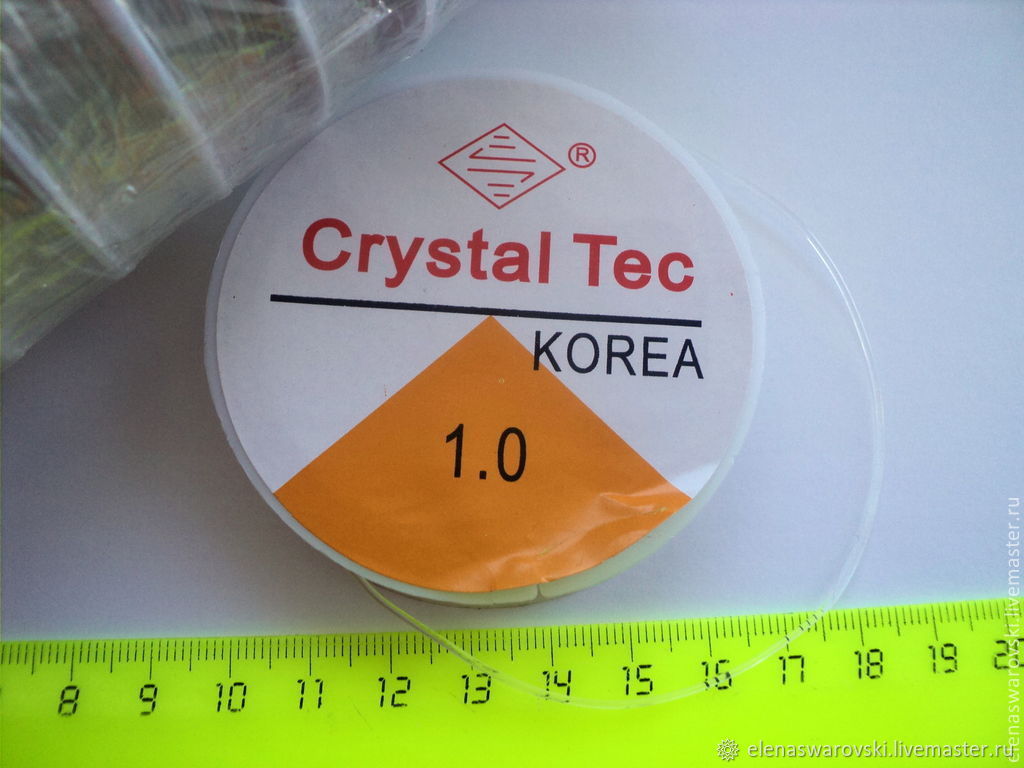 ®
Crystal Tec
KOREA
1.0
8 9 10 11 12 13 14 15 16 17 18 19
elenaswarovski.livemaster.ru
elenaswarovski.livemaster.ru